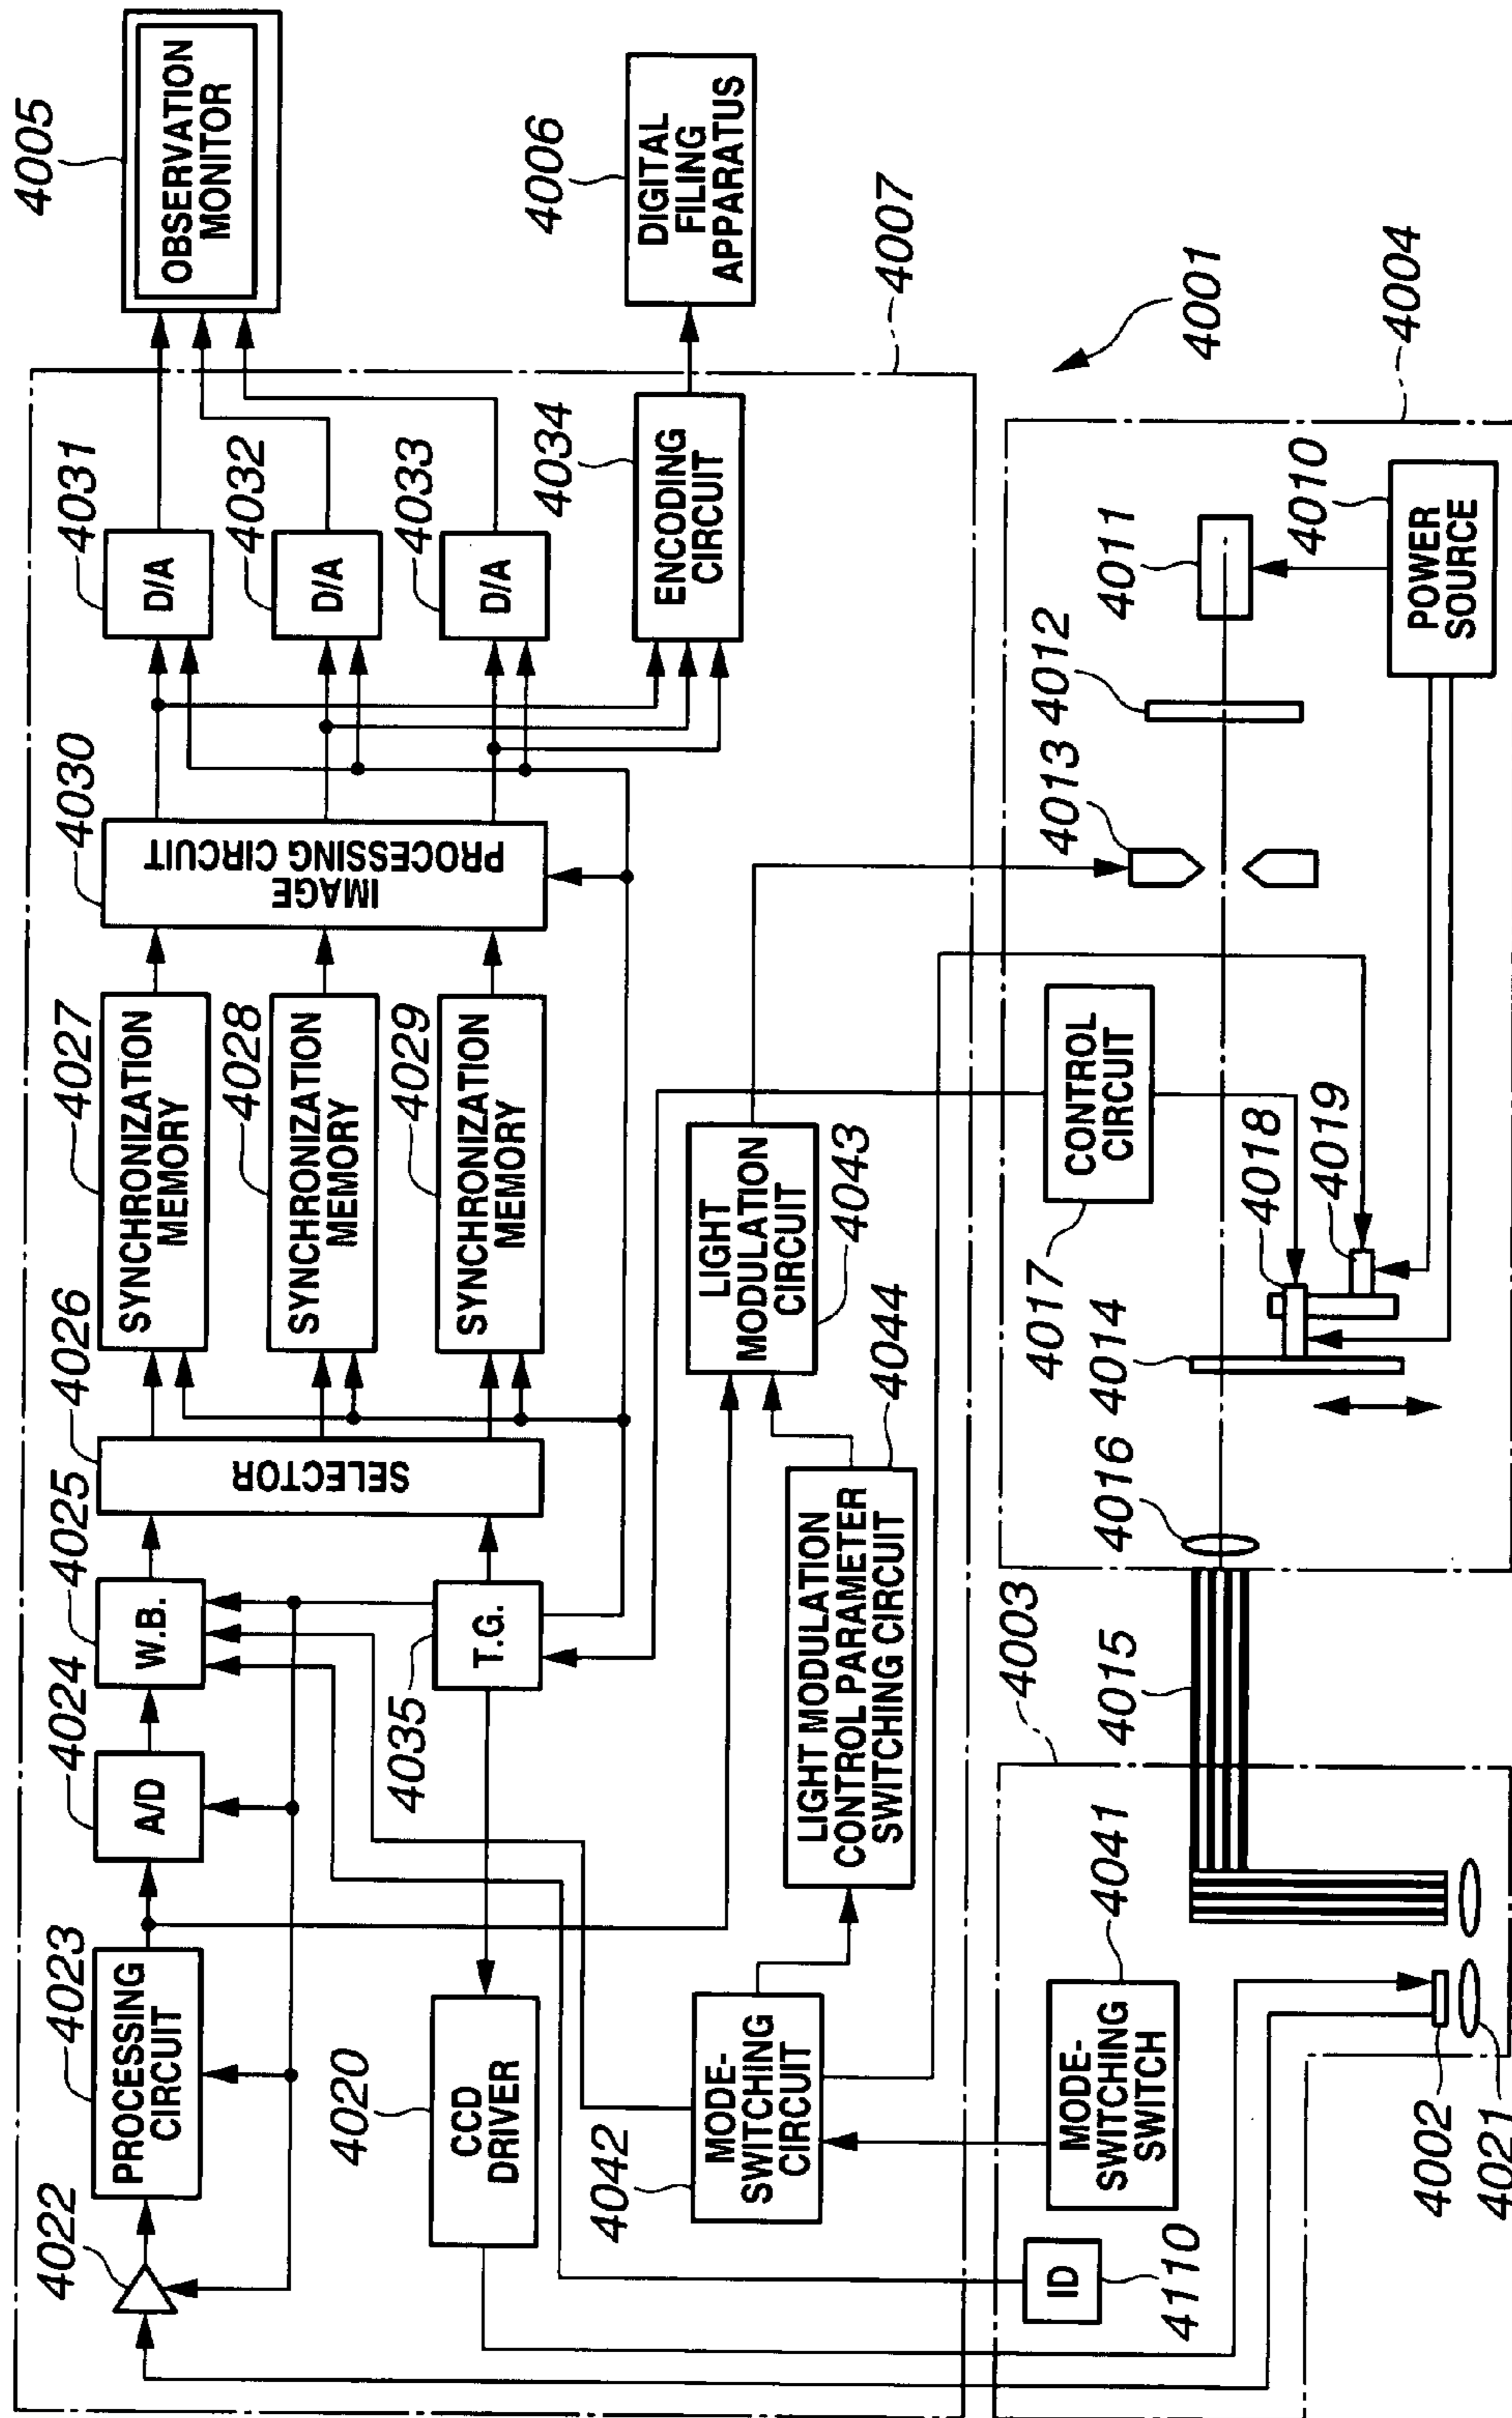 4005
OBSERVATION
MONITOR
4006
DIGITAL
FILING
APPARATUS
4007
4001
4031
D/A
4032
D/A
4033
D/A
4034
ENCODING
CIRCUIT
4030
IMAGE
PROCESSING CIRCUIT
4027
SYNCHRONIZATION
MEMORY
4028
SYNCHRONIZATION
MEMORY
4029
SYNCHRONIZATION
MEMORY
4026
SELECTOR
4025
W.B.
4024
A/D
4035
T.G.
4023
PROCESSING
CIRCUIT
4022
4020
CCD
DRIVER
LIGHT
MODULATION
CIRCUIT
4043
4044
LIGHT MODULATION
CONTROL PARAMETER
SWITCHING CIRCUIT
4042
MODE-
SWITCHING
CIRCUIT
4004
4010
POWER
SOURCE
4011
4012
4013
4017
CONTROL
CIRCUIT
4018
4019
4014
4016
4003
4015
4041
MODE-
SWITCHING
SWITCH
ID
4110
4002
4021